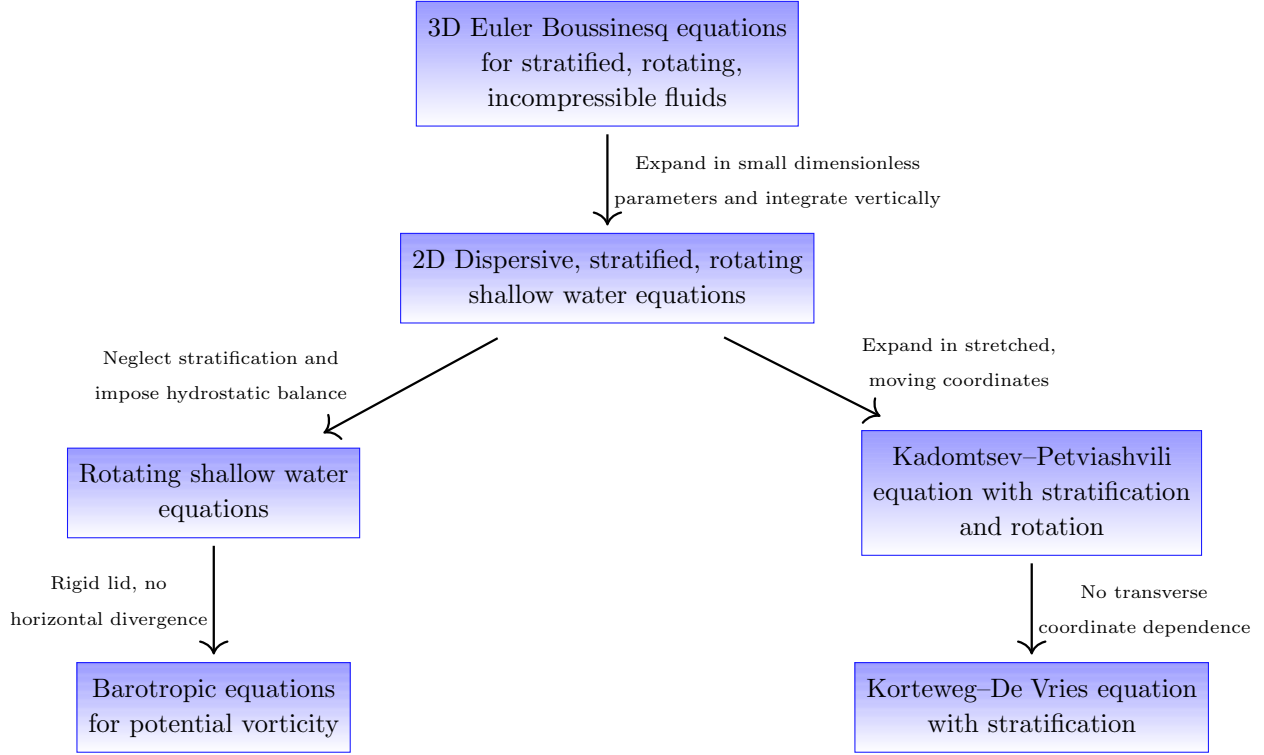 3D Euler Boussinesq equations
for stratified, rotating,
incompressible fluids
Expand in small dimensionless
parameters and integrate vertically
2D Dispersive, stratified, rotating
shallow water equations
Neglect stratification and
impose hydrostatic balance
Expand in stretched,
moving coordinates
Rotating shallow water
equations
Kadomtsev–Petviashvili
equation with stratification
and rotation
Rigid lid, no
horizontal divergence
No transverse
coordinate dependence
Barotropic equations
for potential vorticity
Korteweg–De Vries equation
with stratification